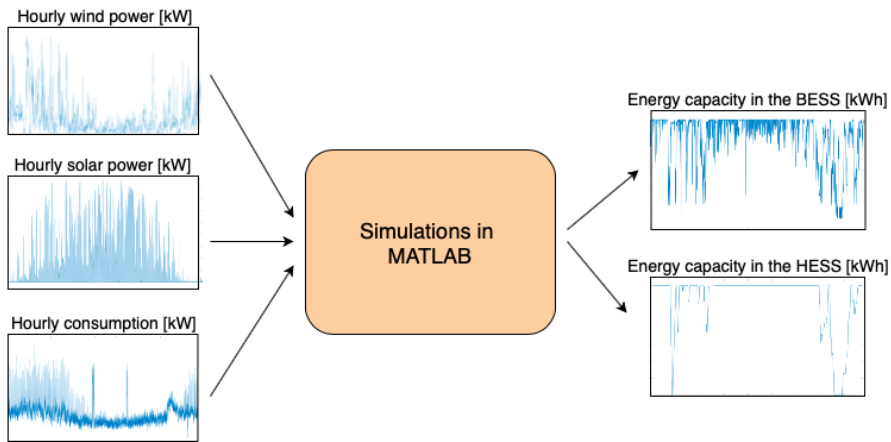 Hourly wind power [kW]
Hourly solar power [kW]
Hourly consumption [kW]
Simulations in
MATLAB
Energy capacity in the BESS [kWh]
Energy capacity in the HESS [kWh]